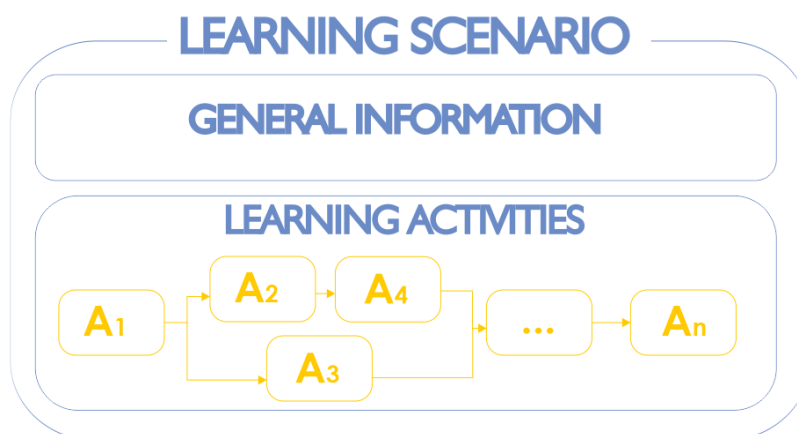 LEARNING SCENARIO
GENERAL INFORMATION
LEARNING ACTIVITIES
A2 A4
A1 ... An
A3